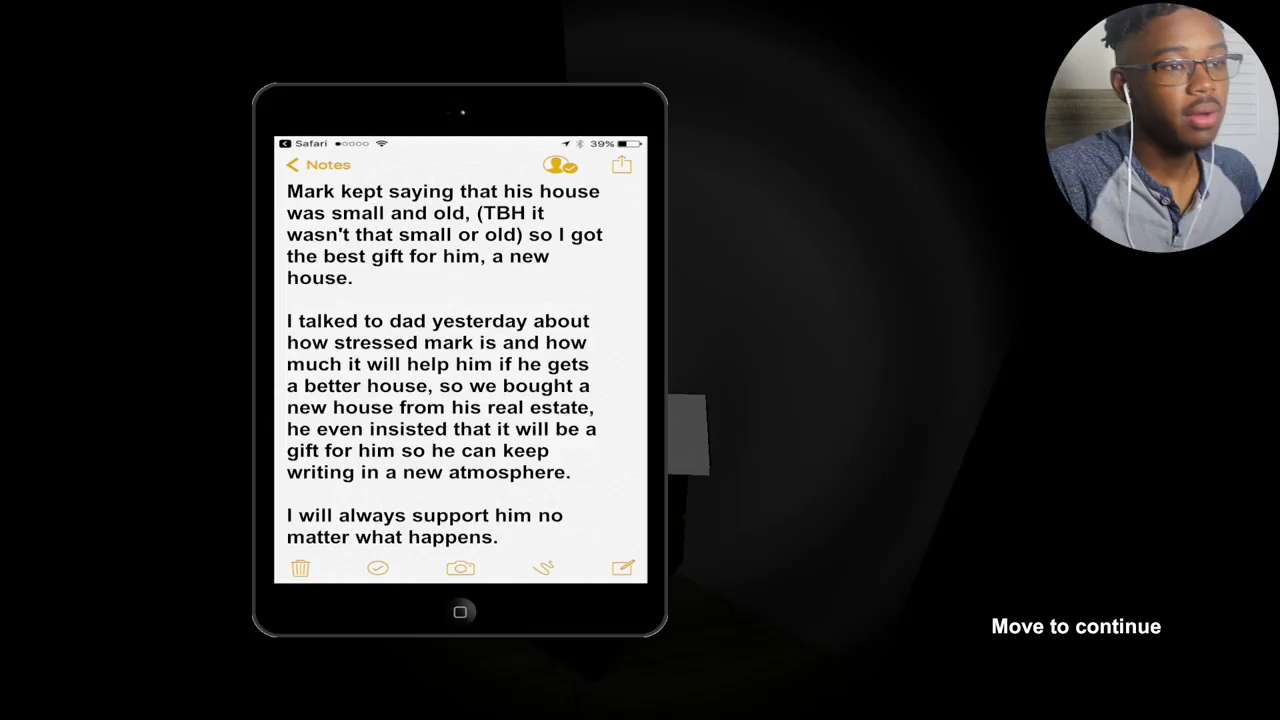 Safari
39%
Notes
Mark kept saying that his house
was small and old, (TBH it
wasn't that small or old) so I got
the best gift for him, a new
house.
I talked to dad yesterday about
how stressed mark is and how
much it will help him if he gets
a better house, so we bought a
new house from his real estate,
he even insisted that it will be a
gift for him so he can keep
writing in a new atmosphere.
I will always support him no
matter what happens.
Move to continue